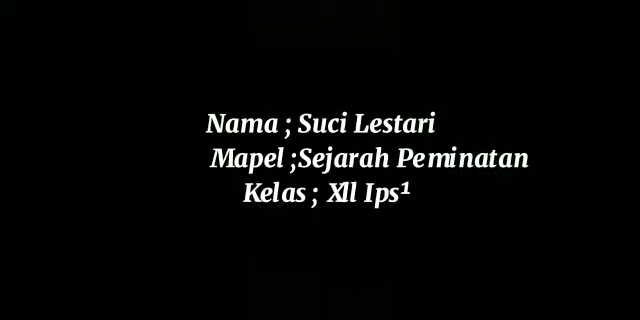 Nama ; Suci Lestari
Mapel ;Sejarah Peminatan
Kelas ; Xll Ips¹